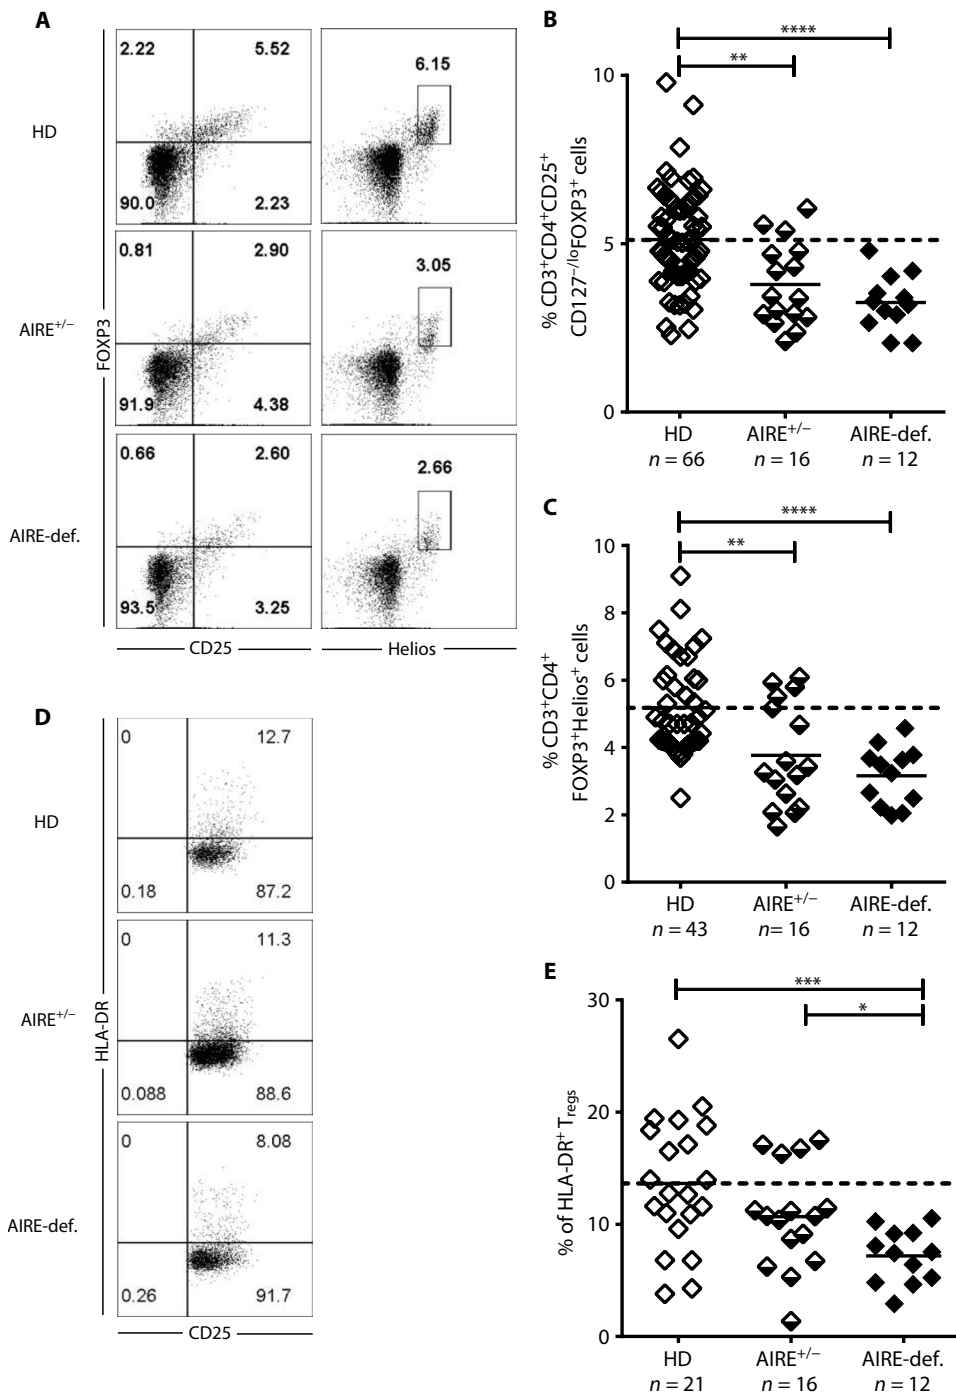 A
HD
2.22
5.52
90.0
2.23
6.15
AIRE+/–
0.81
2.90
91.9
4.38
3.05
AIRE-def.
0.66
2.60
93.5
3.25
2.66
FOXP3
CD25
Helios
B
****
**
% CD3+CD4+CD25+
CD127–/loFOXP3+ cells
10
5
0
HD
n = 66
AIRE+/–
n = 16
AIRE-def.
n = 12
C
****
**
% CD3+CD4+
FOXP3+Helios+ cells
10
8
6
4
2
0
HD
n = 43
AIRE+/–
n= 16
AIRE-def.
n = 12
D
HD
0
12.7
0.18
87.2
AIRE+/–
0
11.3
0.088
88.6
AIRE-def.
0
8.08
0.26
91.7
HLA-DR
CD25
E
***
*
% of HLA-DR+ Tregs
30
20
10
0
HD
n = 21
AIRE+/–
n = 16
AIRE-def.
n = 12